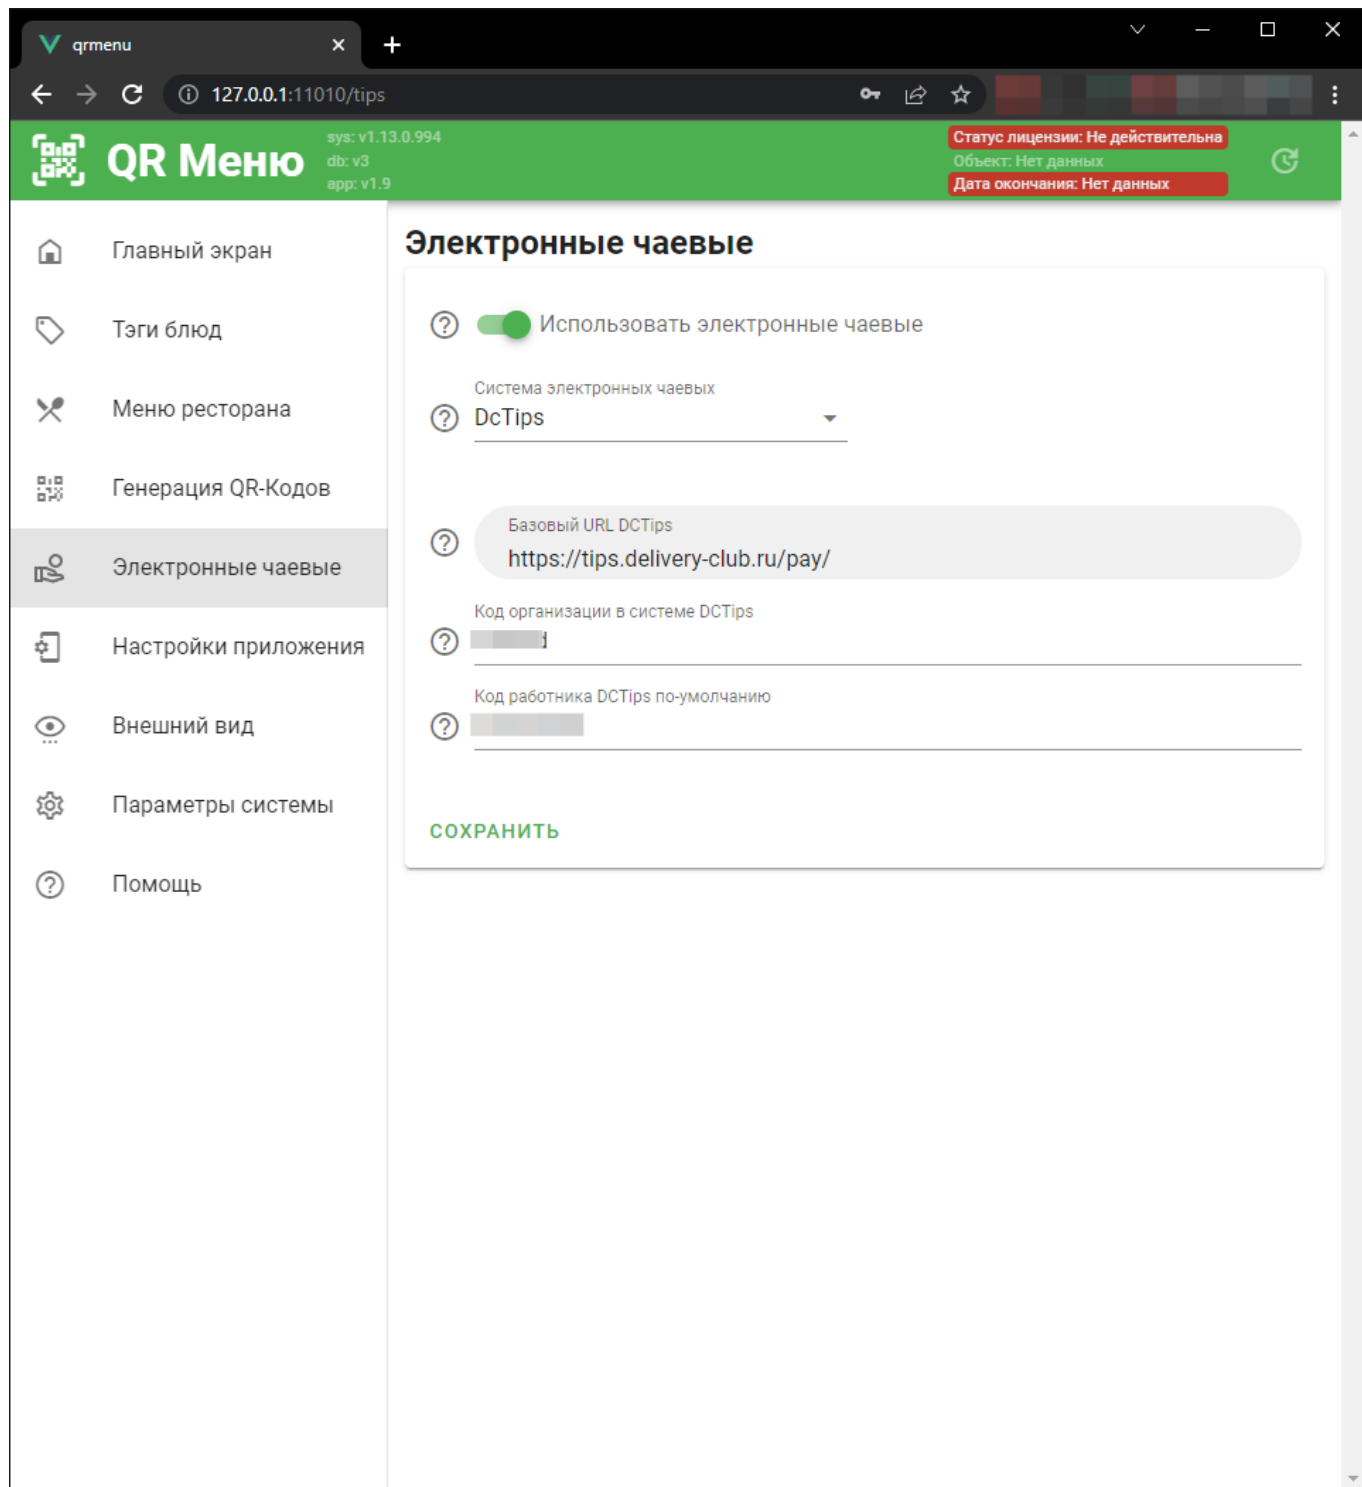 qrmenu
127.0.0.1:11010/tips
QR Меню
sys: v1.13.0.994
db: v3
app: v1.9
Статус лицензии: Не действительна
Объект: Нет данных
Дата окончания: Нет данных
Главный экран
Тэги блюд
Меню ресторана
Генерация QR-Кодов
Электронные чаевые
Настройки приложения
Внешний вид
Параметры системы
Помощь
Электронные чаевые
Использовать электронные чаевые
Система электронных чаевых
DcTips
Базовый URL DCTips
https://tips.delivery-club.ru/pay/
Код организации в системе DCTips
Код работника DCTips по-умолчанию
СОХРАНИТЬ